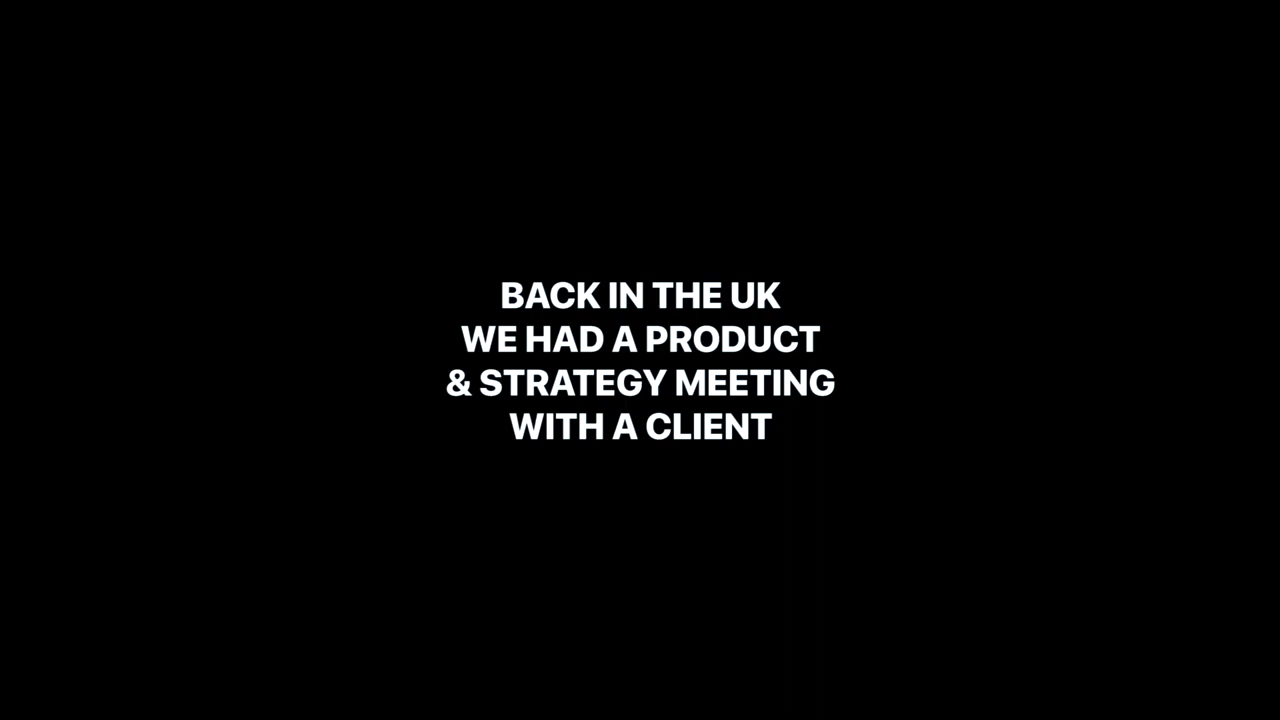 BACK IN THE UK
WE HAD A PRODUCT
& STRATEGY MEETING
WITH A CLIENT